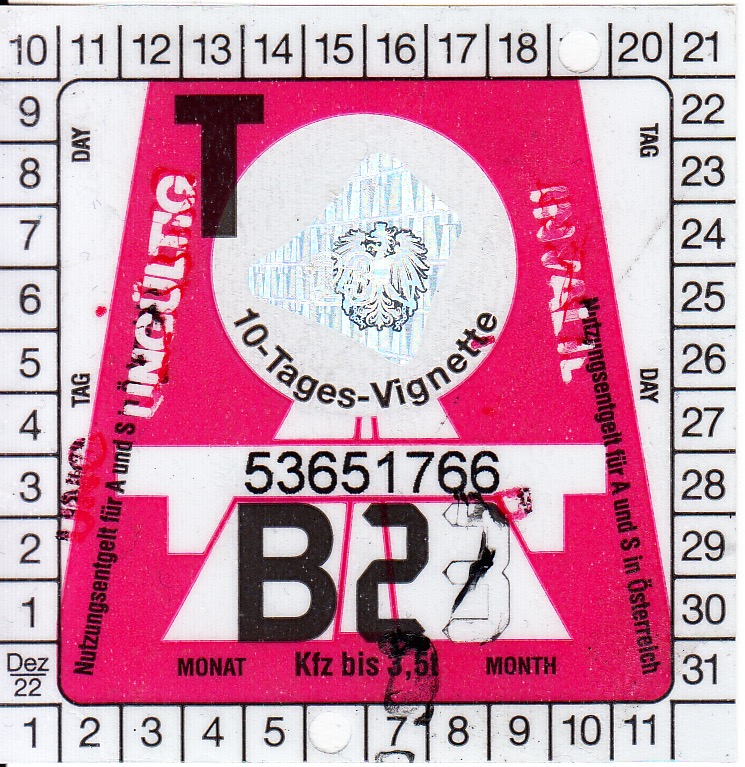 10 11 12 13 14 15 16 17 18 20 21
9 22
8 23
7 24
6 25
5 26
4 27
3 28
2 29
1 30
Dez
22
31
1 2 3 4 5 7 8 9 10 11
DAY
TAG
T
UNGÜLTIG
10-Tages-Vignette
TAG
DAY
53651766
B23
MONAT Kfz bis 3,5t MONTH
Nutzungsentgelt für A und S
Nutzungsentgelt für A und S in Österreich